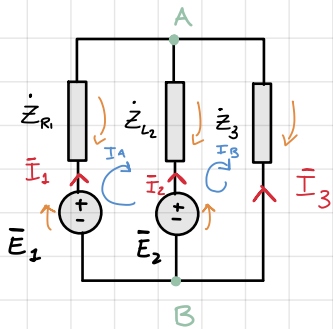 A
Ż_R1
Ż_L2
Ż_3
I_A
I_B
Ī_1
Ī_2
Ī_3
+
-
+
-
Ē_1
Ē_2
B